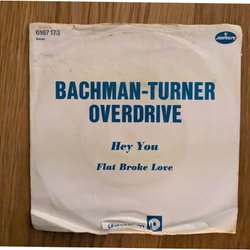 6167 173
BACHMAN-TURNER
OVERDRIVE
Hey You
Flat Broke Love